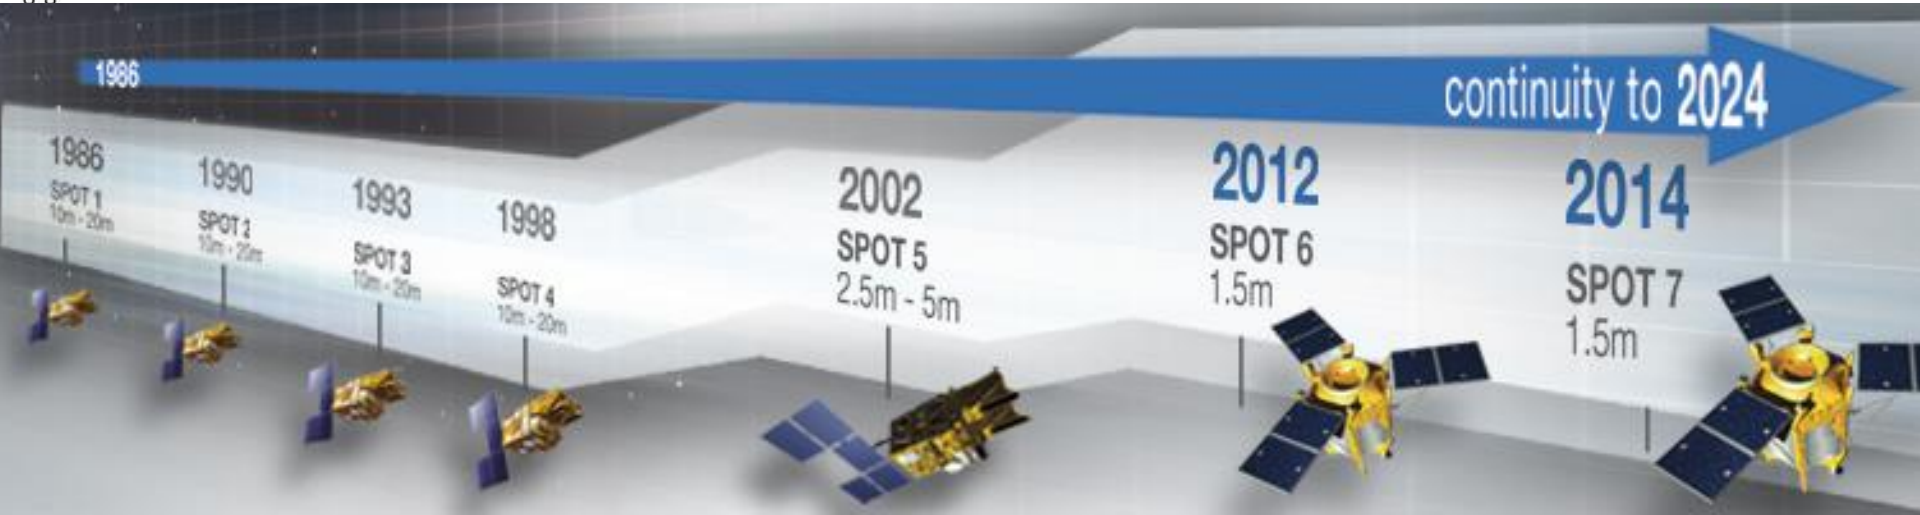 1986
continuity to 2024
1986
SPOT 1
10m - 20m
1990
SPOT 2
10m - 20m
1993
SPOT 3
10m - 20m
1998
SPOT 4
10m - 20m
2002
SPOT 5
2.5m - 5m
2012
SPOT 6
1.5m
2014
SPOT 7
1.5m